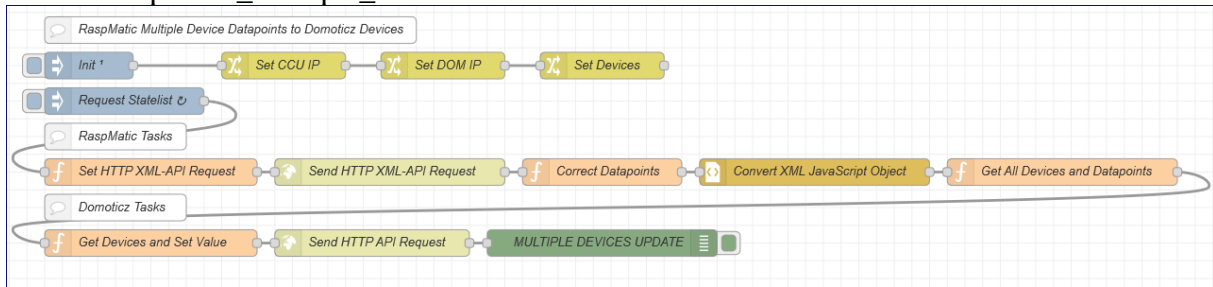 RaspMatic Multiple Device Datapoints to Domoticz Devices
Init ¹ Set CCU IP Set DOM IP Set Devices
Request Statelist ↻
RaspMatic Tasks
Set HTTP XML-API Request Send HTTP XML-API Request Correct Datapoints Convert XML JavaScript Object Get All Devices and Datapoints
Domoticz Tasks
Get Devices and Set Value Send HTTP API Request MULTIPLE DEVICES UPDATE